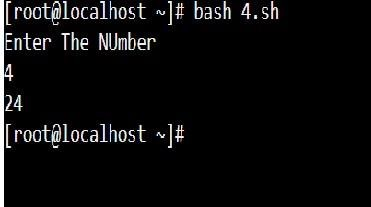 [root@localhost ~]# bash 4.sh
Enter The NUmber
4
24
[root@localhost ~]#